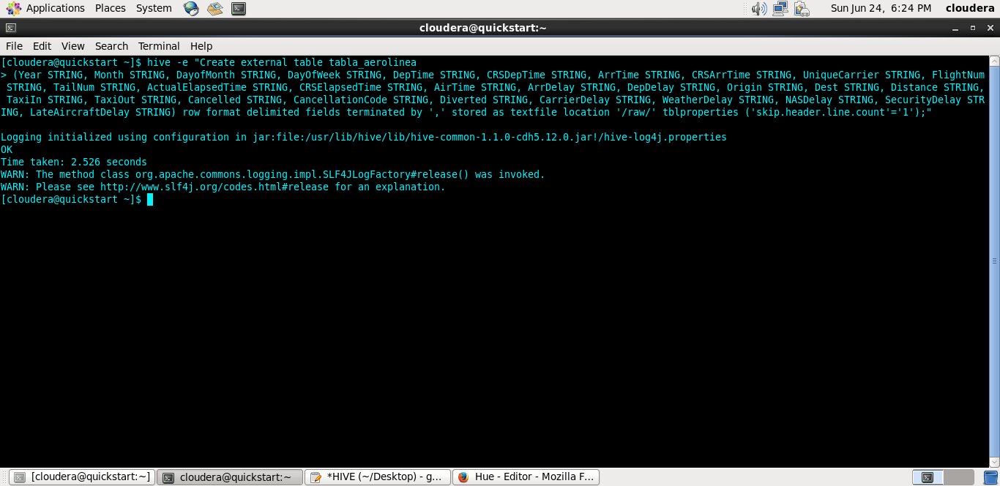 Applications Places System Sun Jun 24, 6:24 PM cloudera
cloudera@quickstart:~
File Edit View Search Terminal Help
[cloudera@quickstart ~]$ hive -e "Create external table tabla_aerolinea
> (Year STRING, Month STRING, DayofMonth STRING, DayOfWeek STRING, DepTime STRING, CRSDepTime STRING, ArrTime STRING, CRSArrTime STRING, UniqueCarrier STRING, FlightNum
STRING, TailNum STRING, ActualElapsedTime STRING, CRSElapsedTime STRING, AirTime STRING, ArrDelay STRING, DepDelay STRING, Origin STRING, Dest STRING, Distance STRING,
TaxiIn STRING, TaxiOut STRING, Cancelled STRING, CancellationCode STRING, Diverted STRING, CarrierDelay STRING, WeatherDelay STRING, NASDelay STRING, SecurityDelay STR
ING, LateAircraftDelay STRING) row format delimited fields terminated by ',' stored as textfile location '/raw/' tblproperties ('skip.header.line.count'='1');"
Logging initialized using configuration in jar:file:/usr/lib/hive/lib/hive-common-1.1.0-cdh5.12.0.jar!/hive-log4j.properties
OK
Time taken: 2.526 seconds
WARN: The method class org.apache.commons.logging.impl.SLF4JLogFactory#release() was invoked.
WARN: Please see http://www.slf4j.org/codes.html#release for an explanation.
[cloudera@quickstart ~]$
[cloudera@quickstart:~] cloudera@quickstart:~ *HIVE (~/Desktop) - g... Hue - Editor - Mozilla F...